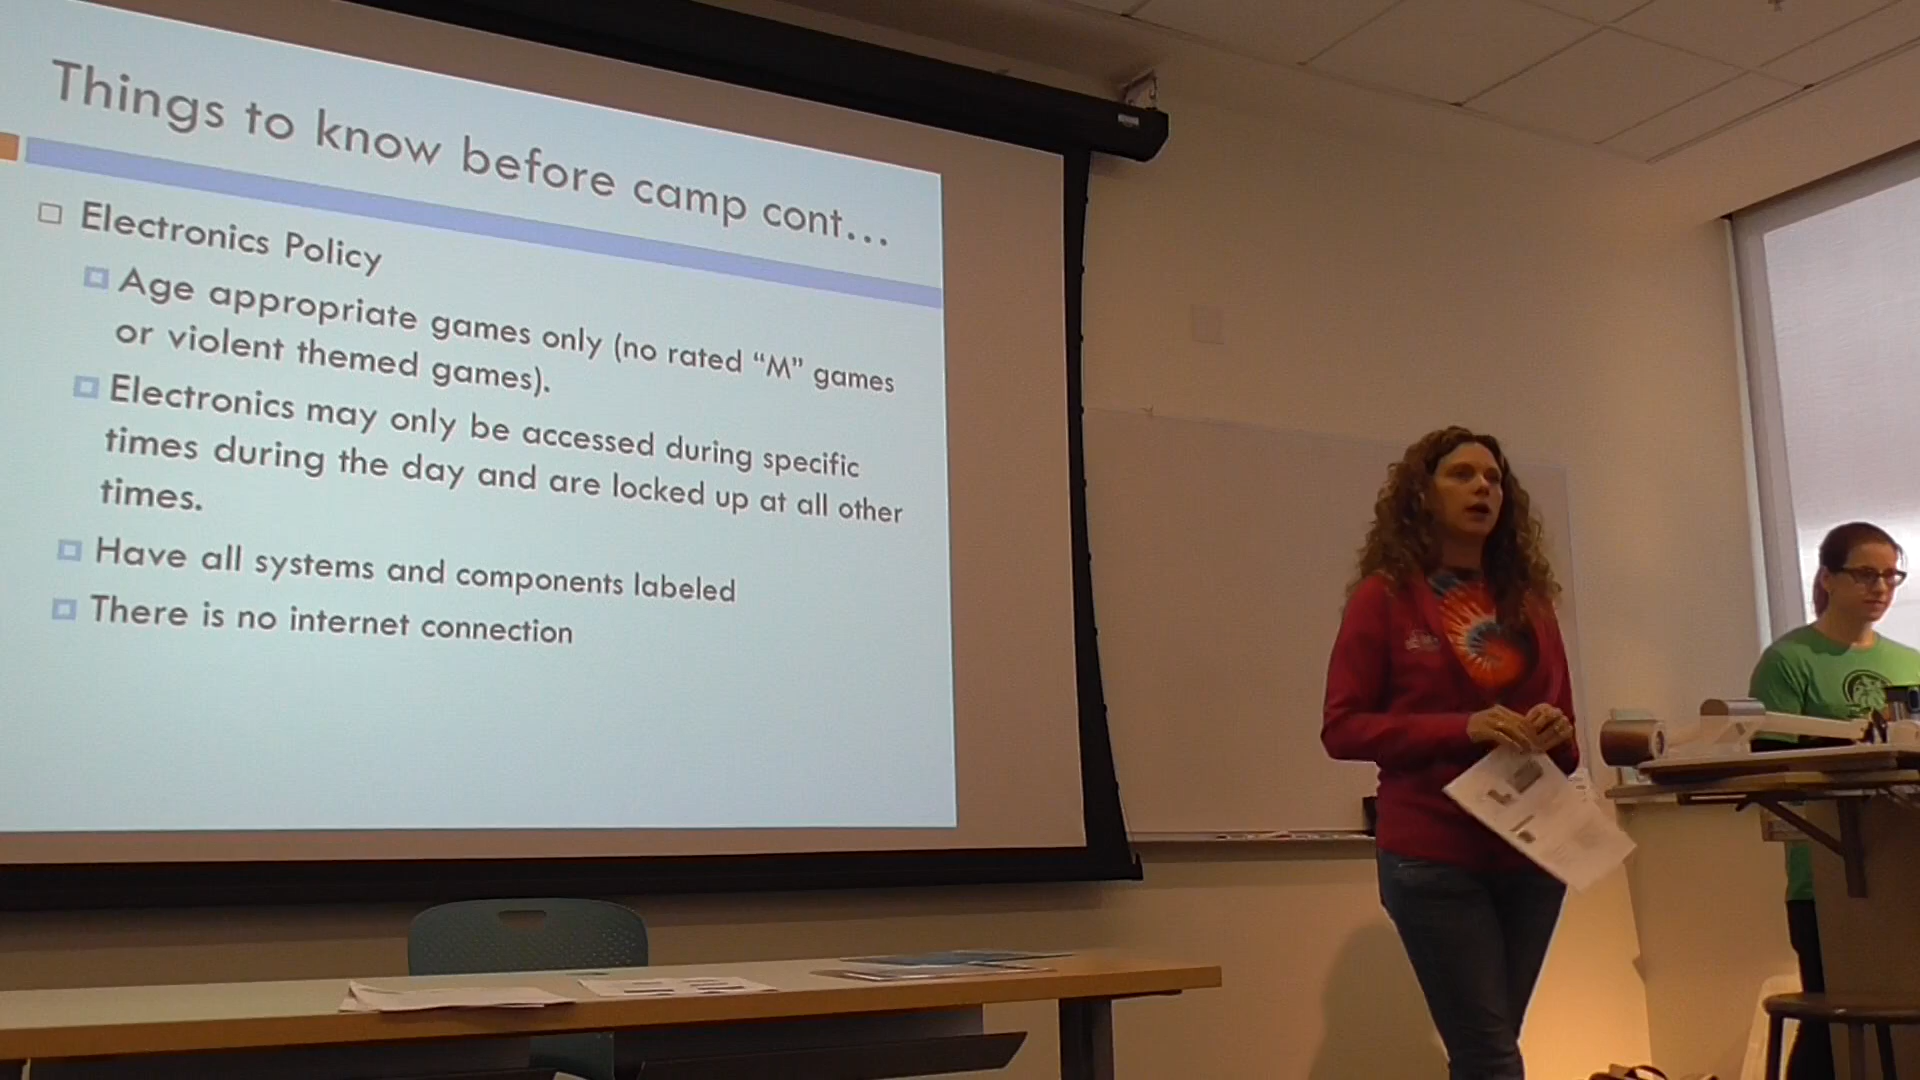 Things to know before camp cont...
Electronics Policy
Age appropriate games only (no rated “M” games
or violent themed games).
Electronics may only be accessed during specific
times during the day and are locked up at all other
times.
Have all systems and components labeled
There is no internet connection